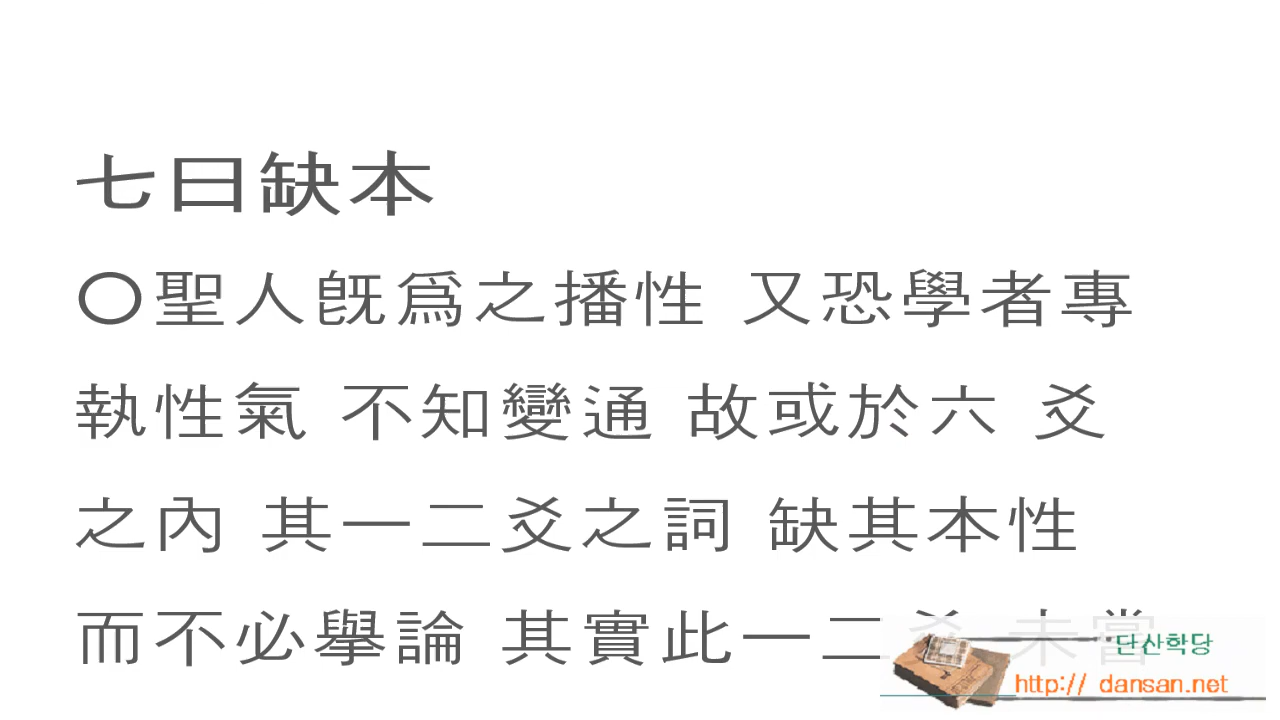 七曰缺本
〇聖人旣爲之播性 又恐學者專
執性氣 不知變通 故或於六 爻
之內 其一二爻之詞 缺其本性
而不必擧論 其實此一二爻 未嘗
단산학당
http:// dansan.net